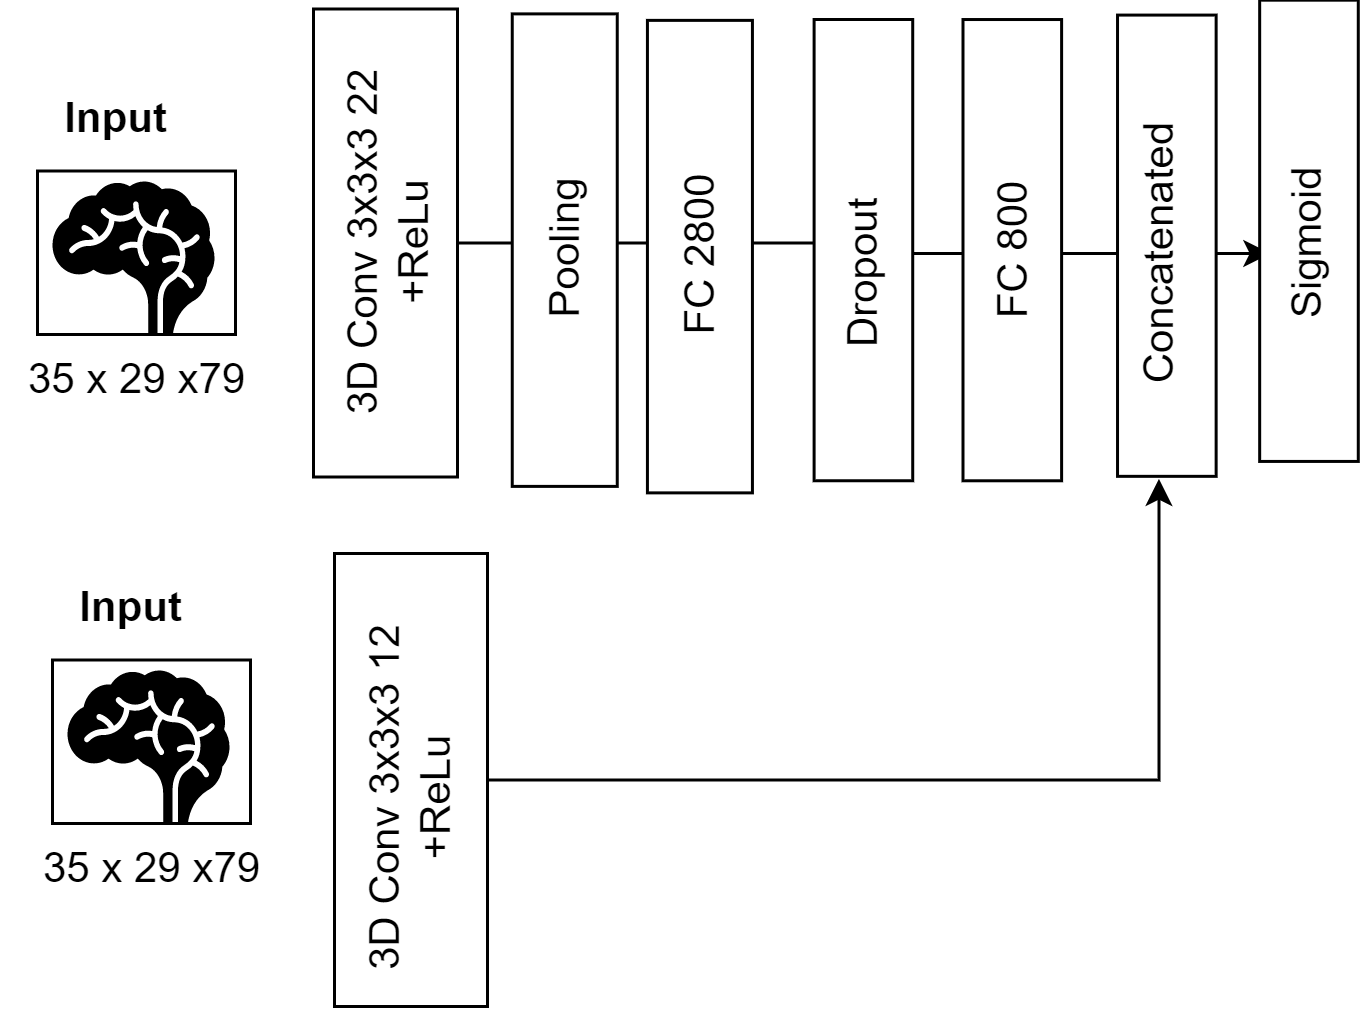 Input
35 x 29 x79
3D Conv 3x3x3 22
+ReLu
Pooling
FC 2800
Dropout
FC 800
Concatenated
Sigmoid
Input
35 x 29 x79
3D Conv 3x3x3 12
+ReLu